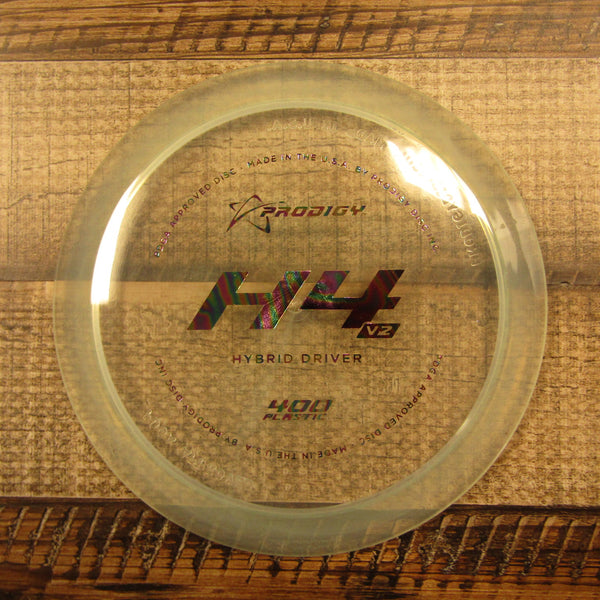 PDGA APPROVED DISC • MADE IN THE U.S.A. BY PRODIGY DISC INC.
PRODIGY
H4 V2
HYBRID DRIVER
400
PLASTIC
PDGA APPROVED DISC • MADE IN THE U.S.A. BY PRODIGY DISC INC.